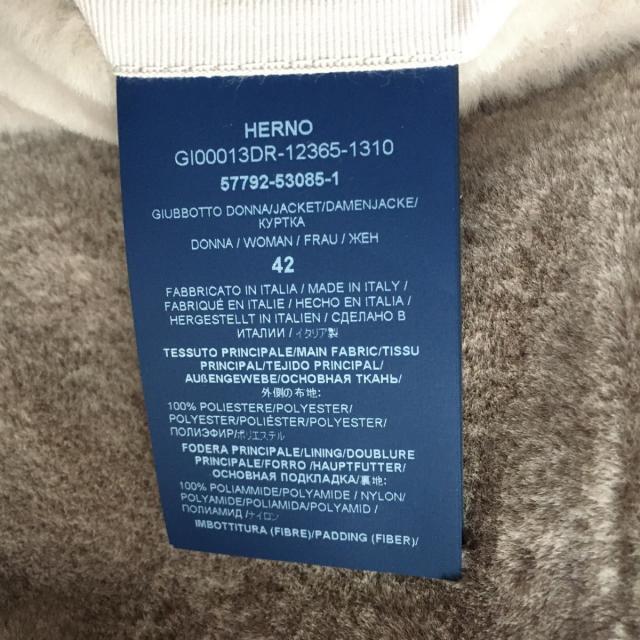 HERNO
GI00013DR-12365-1310
57792-53085-1
GIUBBOTTO DONNA/JACKET/DAMENJACKE/
КУРТКА
DONNA / WOMAN / FRAU / ЖЕН
42
FABBRICATO IN ITALIA / MADE IN ITALY /
FABRIQUÉ EN ITALIE / HECHO EN ITALIA /
HERGESTELLT IN ITALIEN / СДЕЛАНО В
ИТАЛИИ / イタリア製
TESSUTO PRINCIPALE/MAIN FABRIC/TISSU
PRINCIPAL/TEJIDO PRINCIPAL/
AUßENGEWEBE/ОСНОВНАЯ ТКАНЬ/
外側の布地:
100% POLIESTERE/POLYESTER/
POLYESTER/POLIÉSTER/POLYESTER/
ПОЛИЭФИР/ポリエステル
FODERA PRINCIPALE/LINING/DOUBLURE
PRINCIPALE/FORRO /HAUPTFUTTER/
ОСНОВНАЯ ПОДКЛАДКА/裏地:
100% POLIAMMIDE/POLYAMIDE / NYLON/
POLYAMIDE/POLIAMIDA/POLYAMID /
ПОЛИАМИД /ナイロン
IMBOTTITURA (FIBRE)/PADDING (FIBER)/